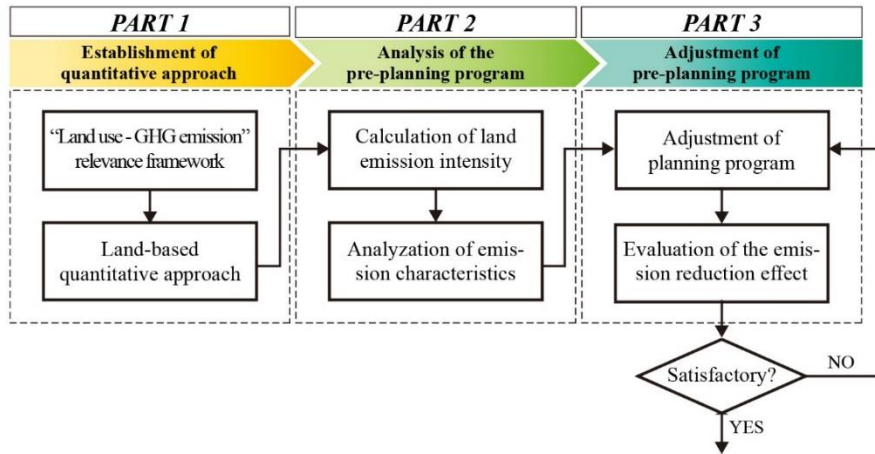 PART 1
PART 2
PART 3
Establishment of
quantitative approach
Analysis of the
pre-planning program
Adjustment of
pre-planning program
“Land use - GHG emission”
relevance framework
Land-based
quantitative approach
Calculation of land
emission intensity
Analyzation of emis-
sion characteristics
Adjustment of
planning program
Evaluation of the emis-
sion reduction effect
Satisfactory?
NO
YES